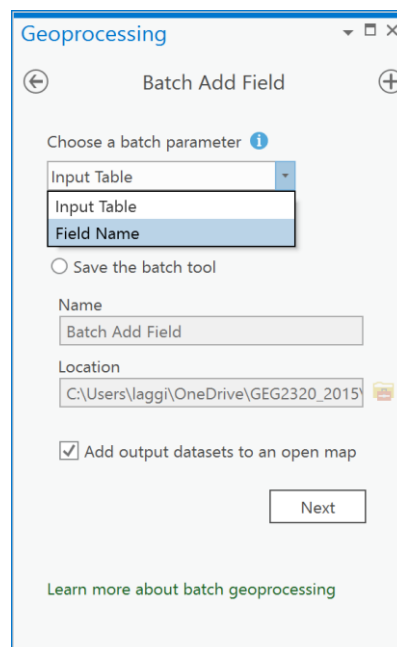 Geoprocessing
Batch Add Field
Choose a batch parameter
Input Table
Input Table
Field Name
Save the batch tool
Name
Batch Add Field
Location
C:\Users\laggi\OneDrive\GEG2320_2015\
Add output datasets to an open map
Next
Learn more about batch geoprocessing